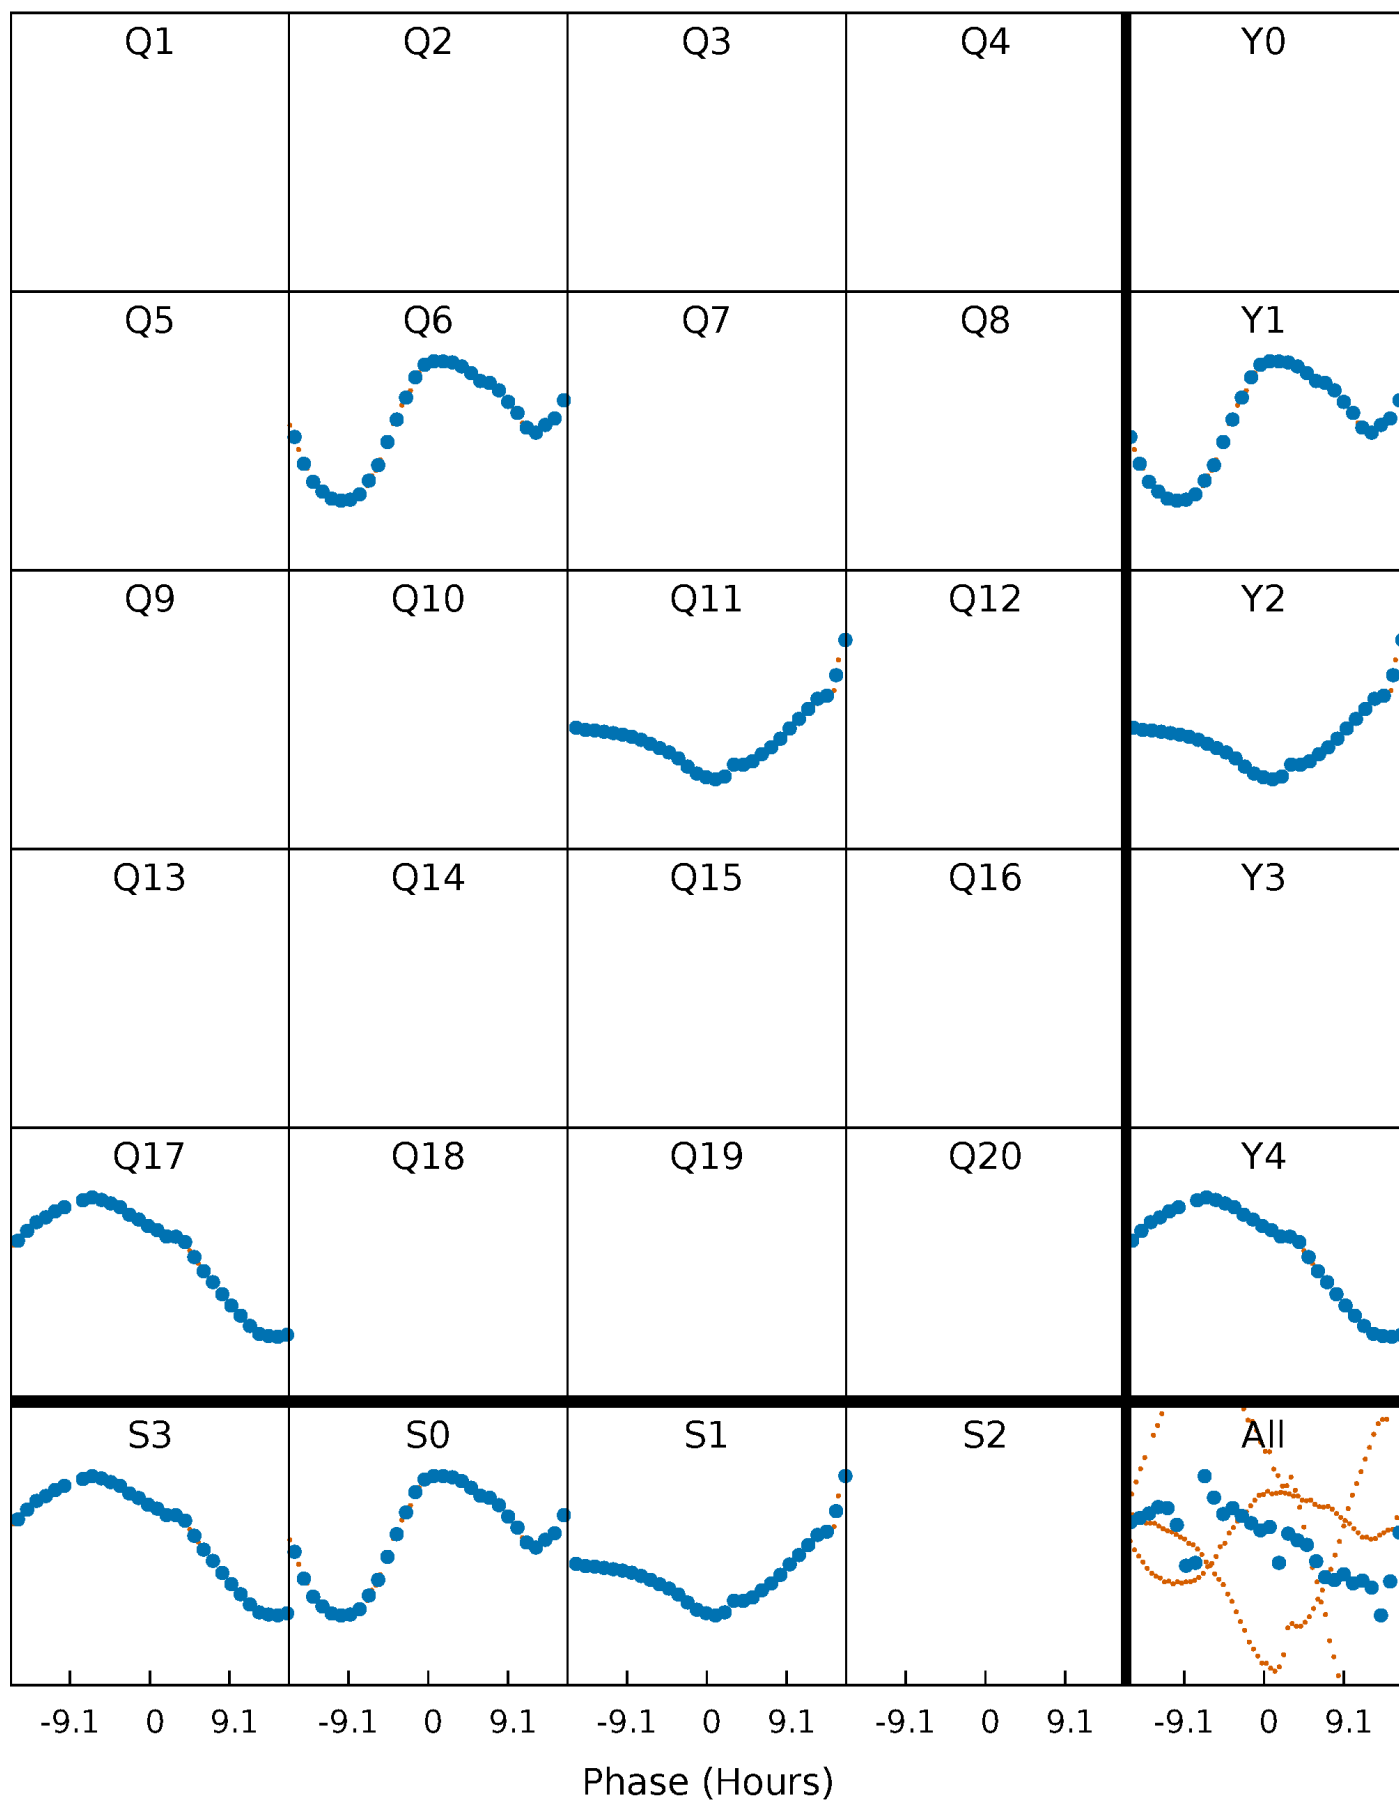 Q1 Q2 Q3 Q4 Y0
Q5 Q6 Q7 Q8 Y1
Q9 Q10 Q11 Q12 Y2
Q13 Q14 Q15 Q16 Y3
Q17 Q18 Q19 Q20 Y4
S3 S0 S1 S2 All
-9.1 0 9.1 -9.1 0 9.1 -9.1 0 9.1 -9.1 0 9.1 -9.1 0 9.1
Phase (Hours)